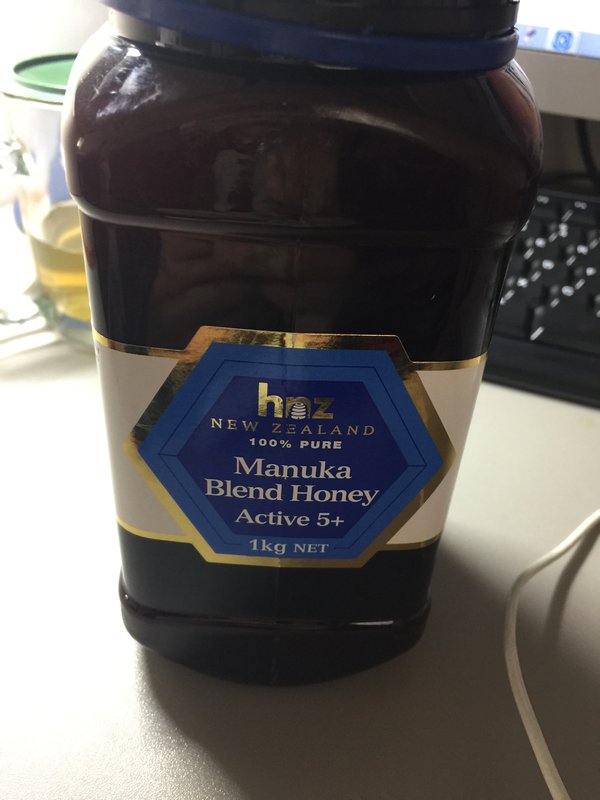 hnz
NEW ZEALAND
100% PURE
Manuka
Blend Honey
Active 5+
1kg NET